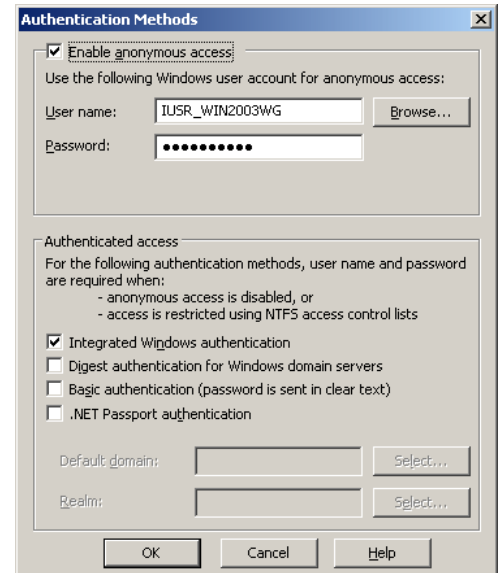 Authentication Methods
Enable anonymous access
Use the following Windows user account for anonymous access:
User name:
IUSR_WIN2003WG
Browse...
Password:
●●●●●●●●●●
Authenticated access
For the following authentication methods, user name and password
are required when:
- anonymous access is disabled, or
- access is restricted using NTFS access control lists
Integrated Windows authentication
Digest authentication for Windows domain servers
Basic authentication (password is sent in clear text)
.NET Passport authentication
Default domain:
Select...
Realm:
Select...
OK
Cancel
Help